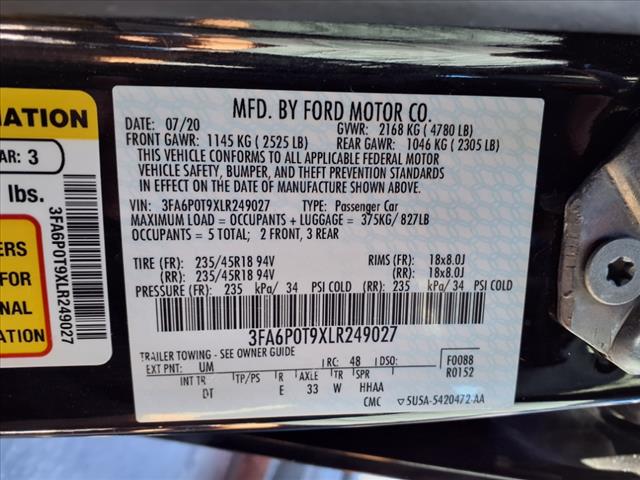 MATION
AR: 3
lbs.
ERS
FOR
NAL
ION
3FA6P0T9XLR249027
MFD. BY FORD MOTOR CO.
DATE: 07/20 GVWR: 2168 KG ( 4780 LB)
FRONT GAWR: 1145 KG ( 2525 LB) REAR GAWR: 1046 KG ( 2305 LB)
THIS VEHICLE CONFORMS TO ALL APPLICABLE FEDERAL MOTOR
VEHICLE SAFETY, BUMPER, AND THEFT PREVENTION STANDARDS
IN EFFECT ON THE DATE OF MANUFACTURE SHOWN ABOVE.
VIN: 3FA6P0T9XLR249027 TYPE: Passenger Car
MAXIMUM LOAD = OCCUPANTS + LUGGAGE = 375KG/ 827LB
OCCUPANTS = 5 TOTAL; 2 FRONT, 3 REAR
TIRE (FR): 235/45R18 94V RIMS (FR): 18x8.0J
(RR): 235/45R18 94V (RR): 18x8.0J
PRESSURE (FR) 235 kPa/ 34 PSI COLD (RR) 235 kPa/ 34 PSI COLD
3FA6P0T9XLR249027
TRAILER TOWING - SEE OWNER GUIDE
EXT PNT: UM RC: 48 DSO: F0088
R0152
INT TR TP/PS R AXLE TR SPR
DT E 33 W HHAA
CMC ▽5USA-5420472-AA